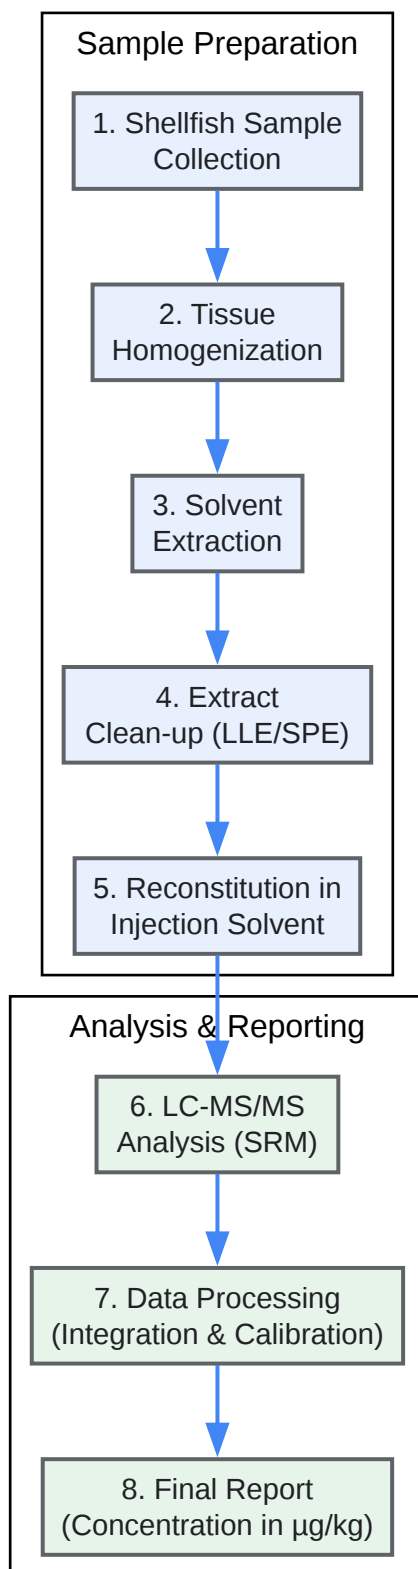 Sample Preparation
1. Shellfish Sample
Collection
2. Tissue
Homogenization
3. Solvent
Extraction
4. Extract
Clean-up (LLE/SPE)
5. Reconstitution in
Injection Solvent
Analysis & Reporting
6. LC-MS/MS
Analysis (SRM)
7. Data Processing
(Integration & Calibration)
8. Final Report
(Concentration in µg/kg)